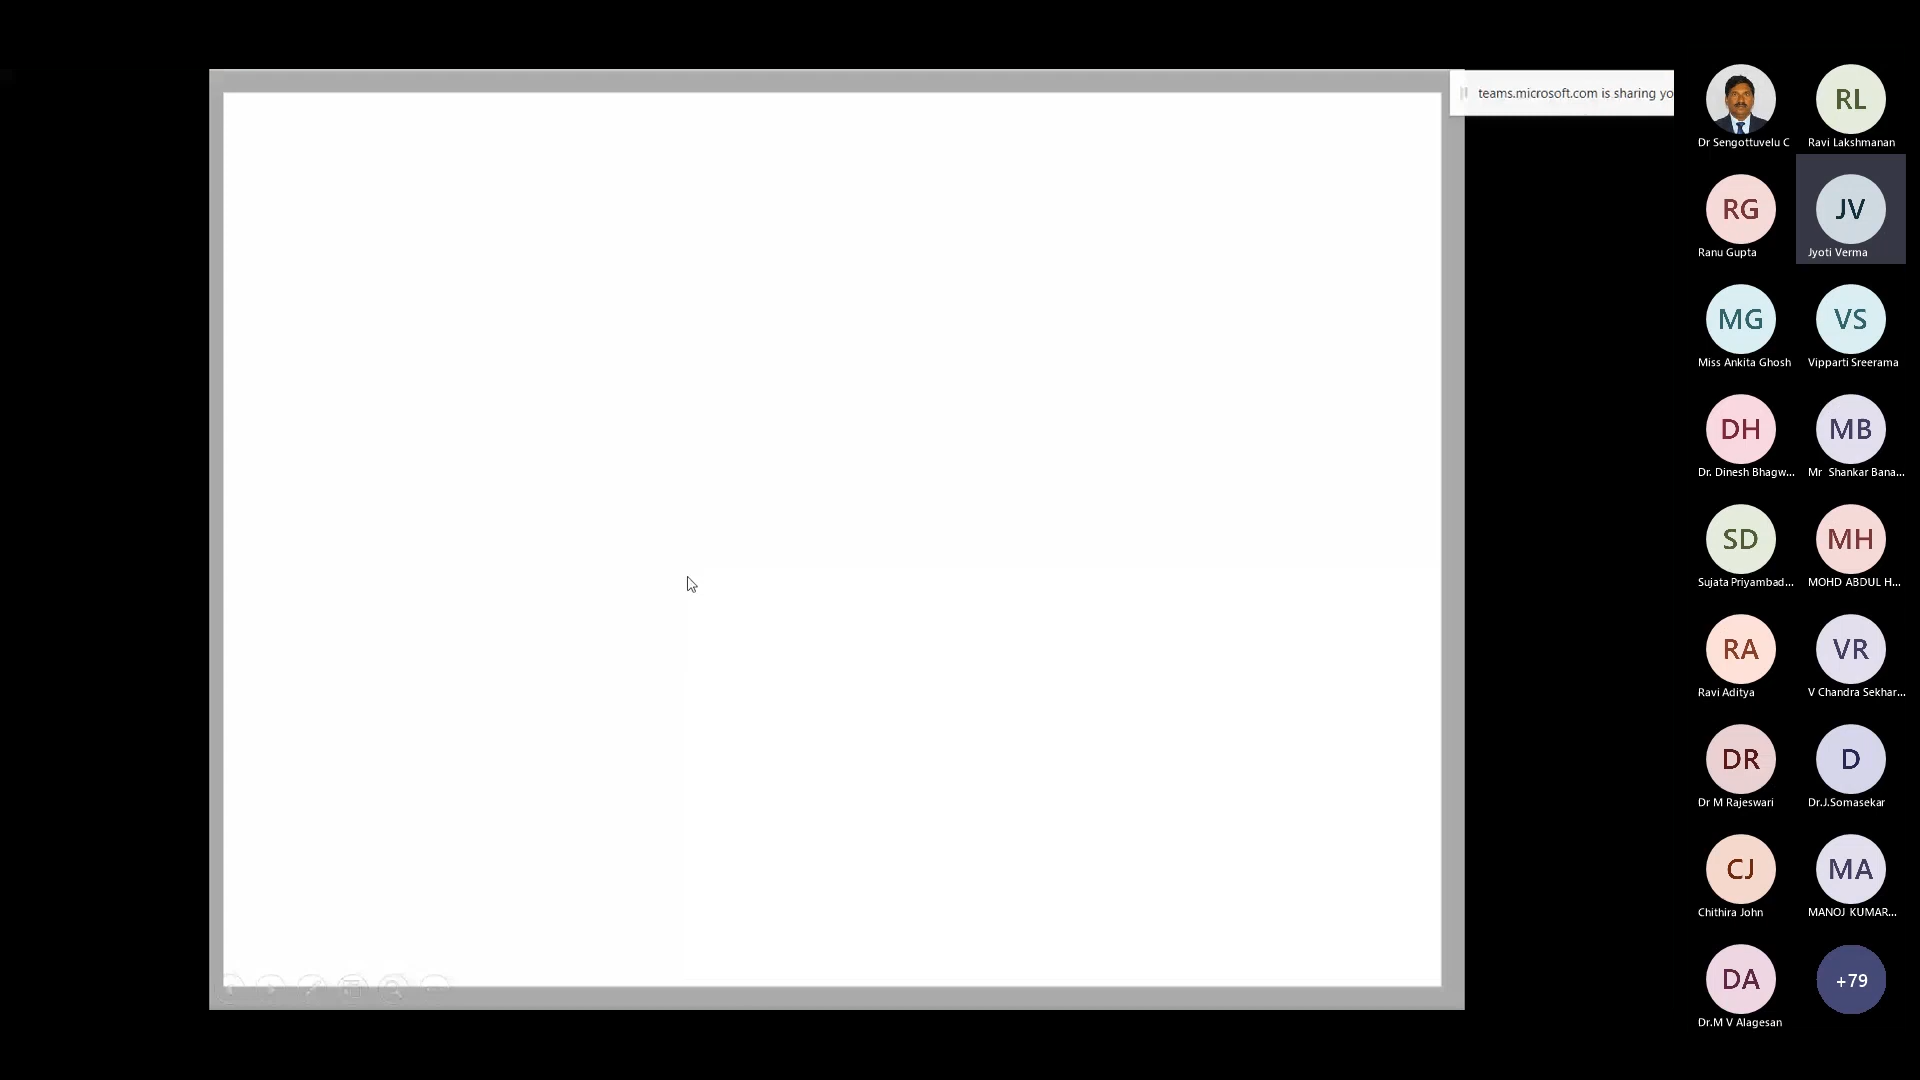 teams.microsoft.com is sharing yo
Dr Sengottuvelu C
RL
Ravi Lakshmanan
RG
Ranu Gupta
JV
Jyoti Verma
MG
Miss Ankita Ghosh
VS
Vipparti Sreerama
DH
Dr. Dinesh Bhagw...
MB
Mr Shankar Bana...
SD
Sujata Priyambad...
MH
MOHD ABDUL H...
RA
Ravi Aditya
VR
V Chandra Sekhar...
DR
Dr M Rajeswari
D
Dr.J.Somasekar
CJ
Chithira John
MA
MANOJ KUMAR...
DA
Dr.M V Alagesan
+79